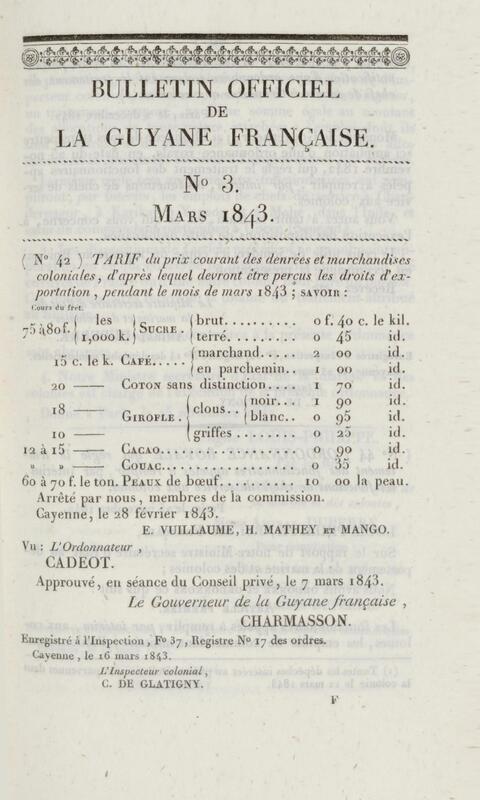 BULLETIN OFFICIEL
DE
LA GUYANE FRANÇAISE.
N° 3.
MARS 1843.
( N° 42 ) TARIF du prix courant des denrées et marchandises
coloniales, d'après lequel devront être perçus les droits d'ex-
portation, pendant le mois de mars 1843 ; SAVOIR :
Cours du fret.
75 à 80 f. { les 1,000 k. } SUCRE. { brut......... 0 f. 40 c. le kil.
terré......... 0 45 id.
15 c. le k. CAFÉ..... { marchand..... 2 00 id.
en parchemin.. 1 00 id.
20 — COTON sans distinction.... 1 70 id.
18 — GIROFLE. { clous.. { noir... 1 90 id.
blanc.. 0 95 id.
10 — griffes ........ 0 25 id.
12 à 15 — CACAO.................. 0 90 id.
» » — COUAC.................. 0 35 id.
60 à 70 f. le ton. PEAUX de bœuf........... 10 00 la peau.
Arrêté par nous, membres de la commission.
Cayenne, le 28 février 1843.
E. VUILLAUME, H. MATHEY ET MANGO.
Vu : L'Ordonnateur,
CADEOT.
Approuvé, en séance du Conseil privé, le 7 mars 1843.
Le Gouverneur de la Guyane française,
CHARMASSON.
Enregistré à l'Inspection, F° 37, Registre N° 17 des ordres.
Cayenne, le 16 mars 1843.
L'Inspecteur colonial,
C. DE GLATIGNY.
F